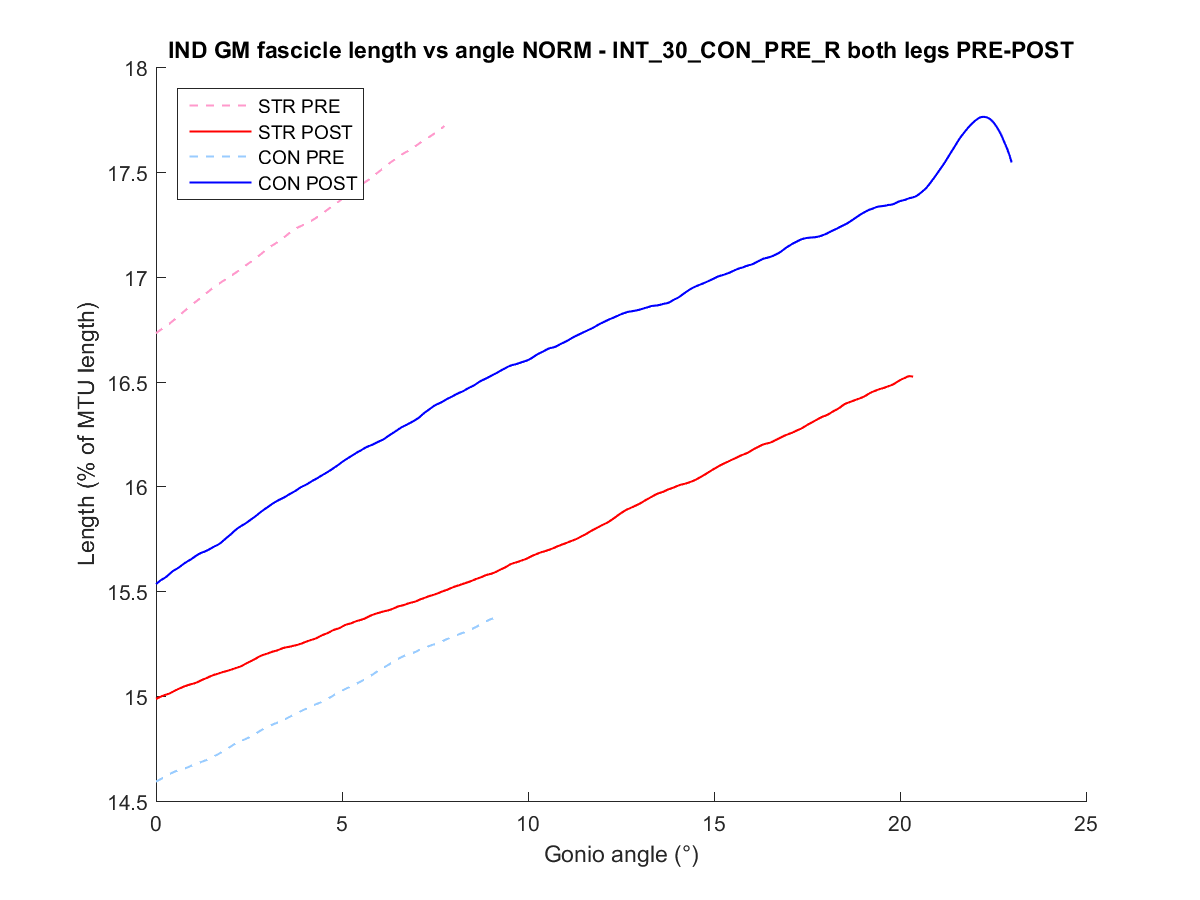 IND GM fascicle length vs angle NORM - INT_30_CON_PRE_R both legs PRE-POST
18
17.5
17
16.5
16
15.5
15
14.5
Length (% of MTU length)
STR PRE
STR POST
CON PRE
CON POST
0
5
10
15
20
25
Gonio angle (°)